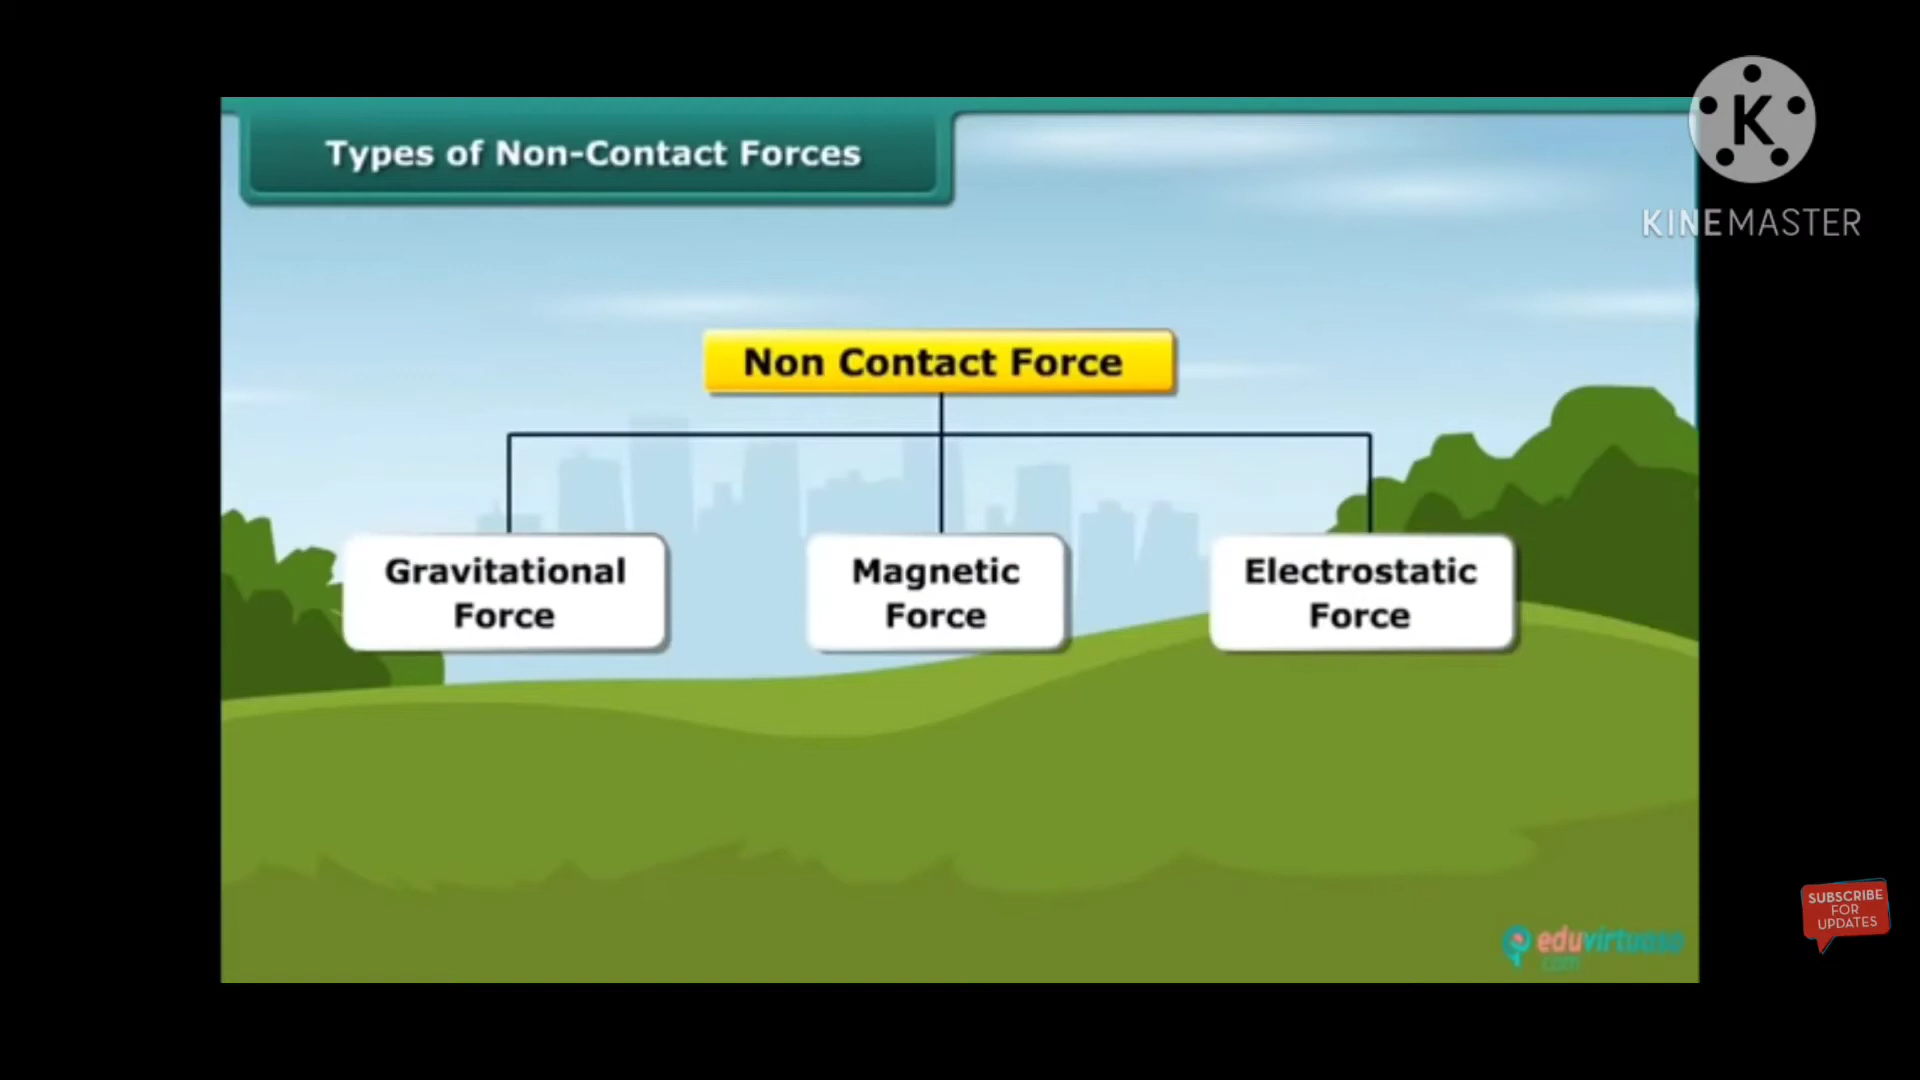 Types of Non-Contact Forces
K
KINEMASTER
Non Contact Force
Gravitational
Force
Magnetic
Force
Electrostatic
Force
SUBSCRIBE
FOR
UPDATES
eduvirtuoso
.com